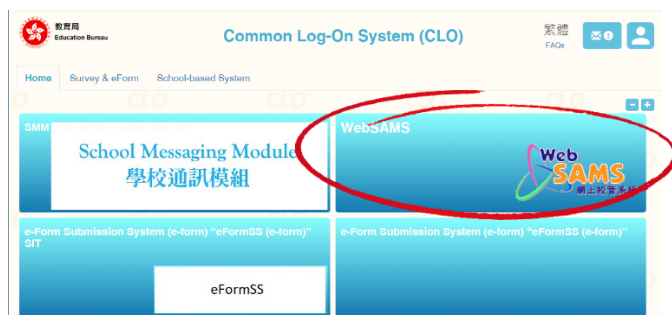 教育局
Education Bureau
Common Log-On System (CLO)
繁體
FAQs
Home Survey & eForm School-based System
CLO CLO CLO
SMM
School Messaging Module
學校通訊模組
WebSAMS
Web
SAMS
網上校管系統
e-Form Submission System (e-form) "eFormSS (e-form)"
SIT
eFormSS
e-Form Submission System (e-form) "eFormSS (e-form)"